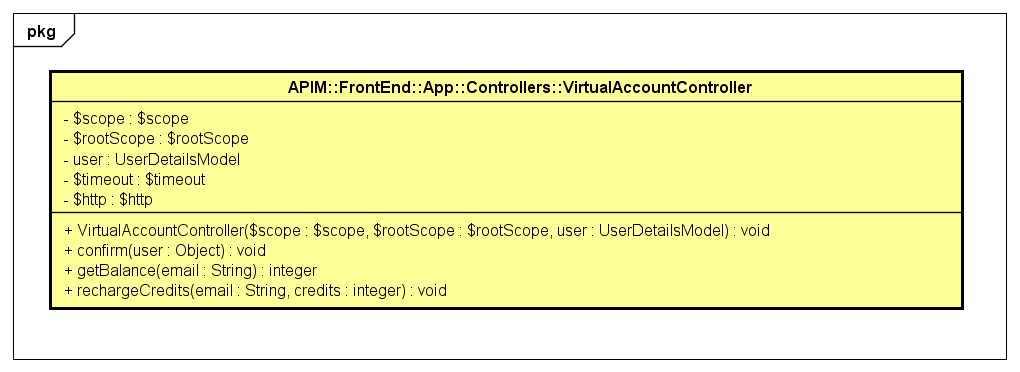 pkg
APIM::FrontEnd::App::Controllers::VirtualAccountController
- $scope : $scope
- $rootScope : $rootScope
- user : UserDetailsModel
- $timeout : $timeout
- $http : $http
+ VirtualAccountController($scope : $scope, $rootScope : $rootScope, user : UserDetailsModel) : void
+ confirm(user : Object) : void
+ getBalance(email : String) : integer
+ rechargeCredits(email : String, credits : integer) : void